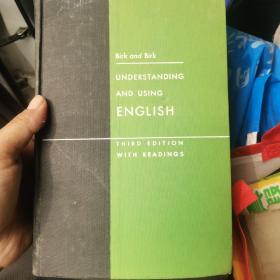 Birk and Birk
UNDERSTANDING
AND USING
ENGLISH
THIRD EDITION
WITH READINGS